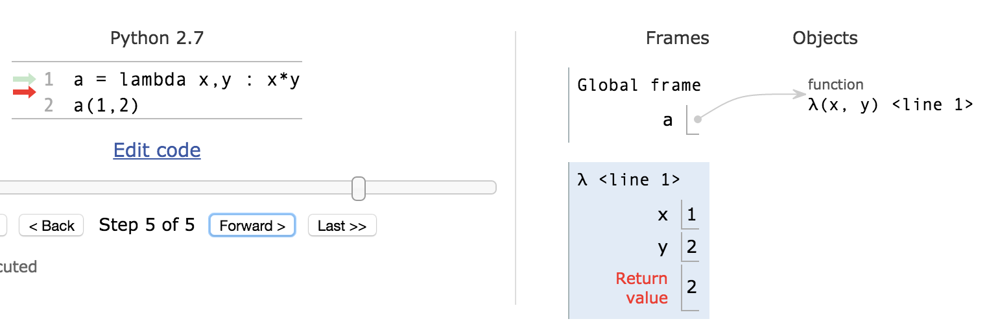 Python 2.7
1 a = lambda x,y : x*y
2 a(1,2)
Edit code
< Back Step 5 of 5 Forward > Last >>
cuted
Frames Objects
Global frame
a
function
λ(x, y) <line 1>
λ <line 1>
x 1
y 2
Return
value 2